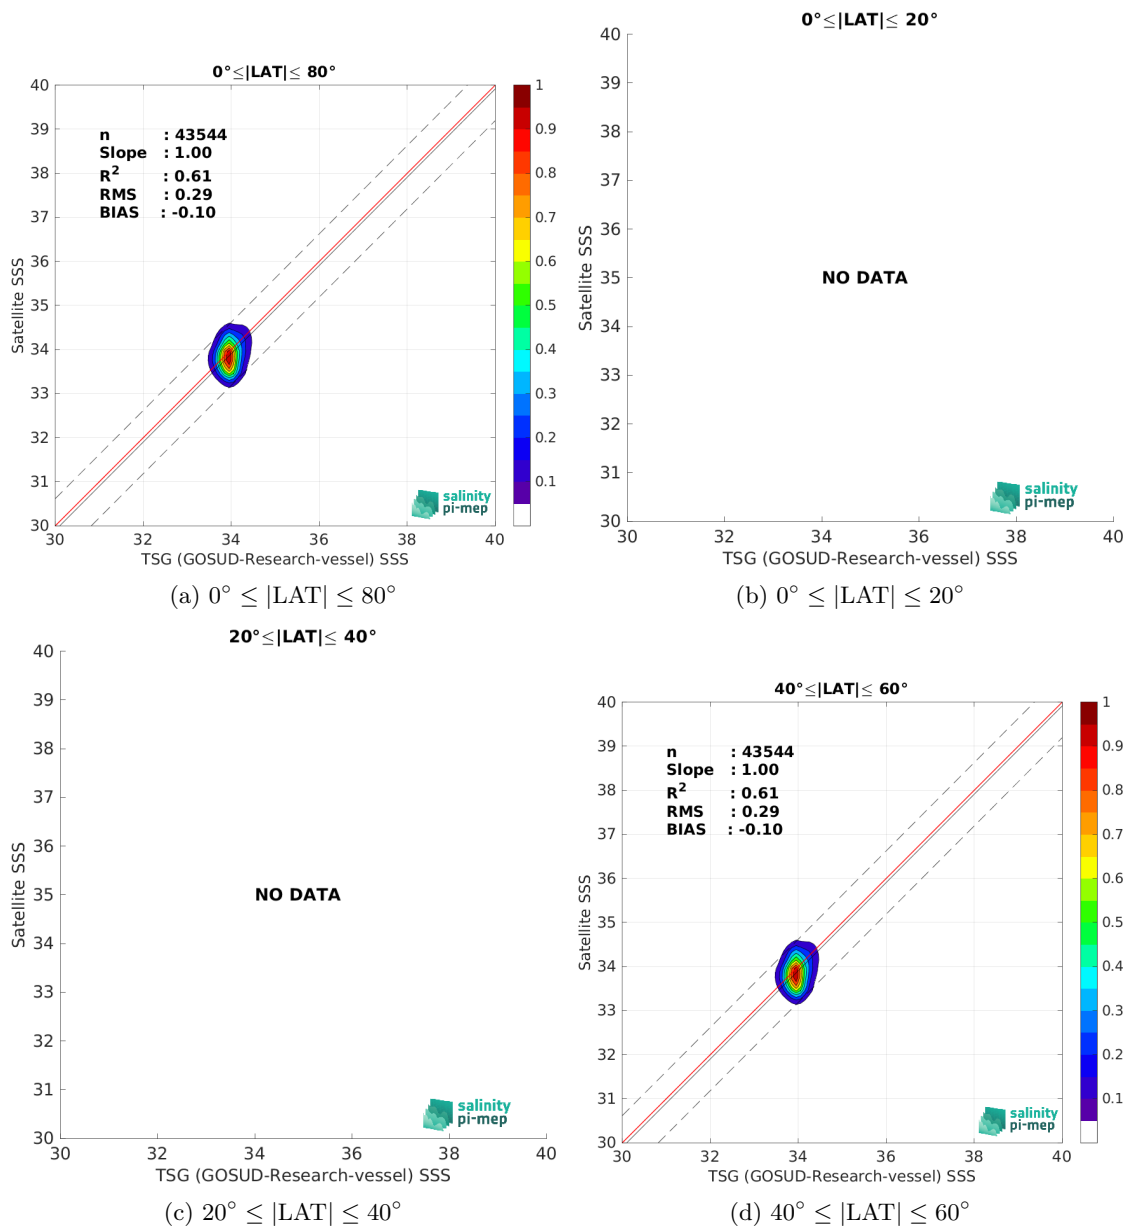 0°≤|LAT|≤ 80°
40
39
38
37
36
35
34
33
32
31
30
Satellite SSS
n : 43544
Slope : 1.00
R² : 0.61
RMS : 0.29
BIAS : -0.10
1
0.9
0.8
0.7
0.6
0.5
0.4
0.3
0.2
0.1
salinity
pi-mep
30 32 34 36 38 40
TSG (GOSUD-Research-vessel) SSS
(a) 0° ≤ |LAT| ≤ 80°
0°≤|LAT|≤ 20°
40
39
38
37
36
35
34
33
32
31
30
Satellite SSS
NO DATA
salinity
pi-mep
30 32 34 36 38 40
TSG (GOSUD-Research-vessel) SSS
(b) 0° ≤ |LAT| ≤ 20°
20°≤|LAT|≤ 40°
40
39
38
37
36
35
34
33
32
31
30
Satellite SSS
NO DATA
salinity
pi-mep
30 32 34 36 38 40
TSG (GOSUD-Research-vessel) SSS
(c) 20° ≤ |LAT| ≤ 40°
40°≤|LAT|≤ 60°
40
39
38
37
36
35
34
33
32
31
30
Satellite SSS
n : 43544
Slope : 1.00
R² : 0.61
RMS : 0.29
BIAS : -0.10
1
0.9
0.8
0.7
0.6
0.5
0.4
0.3
0.2
0.1
salinity
pi-mep
30 32 34 36 38 40
TSG (GOSUD-Research-vessel) SSS
(d) 40° ≤ |LAT| ≤ 60°